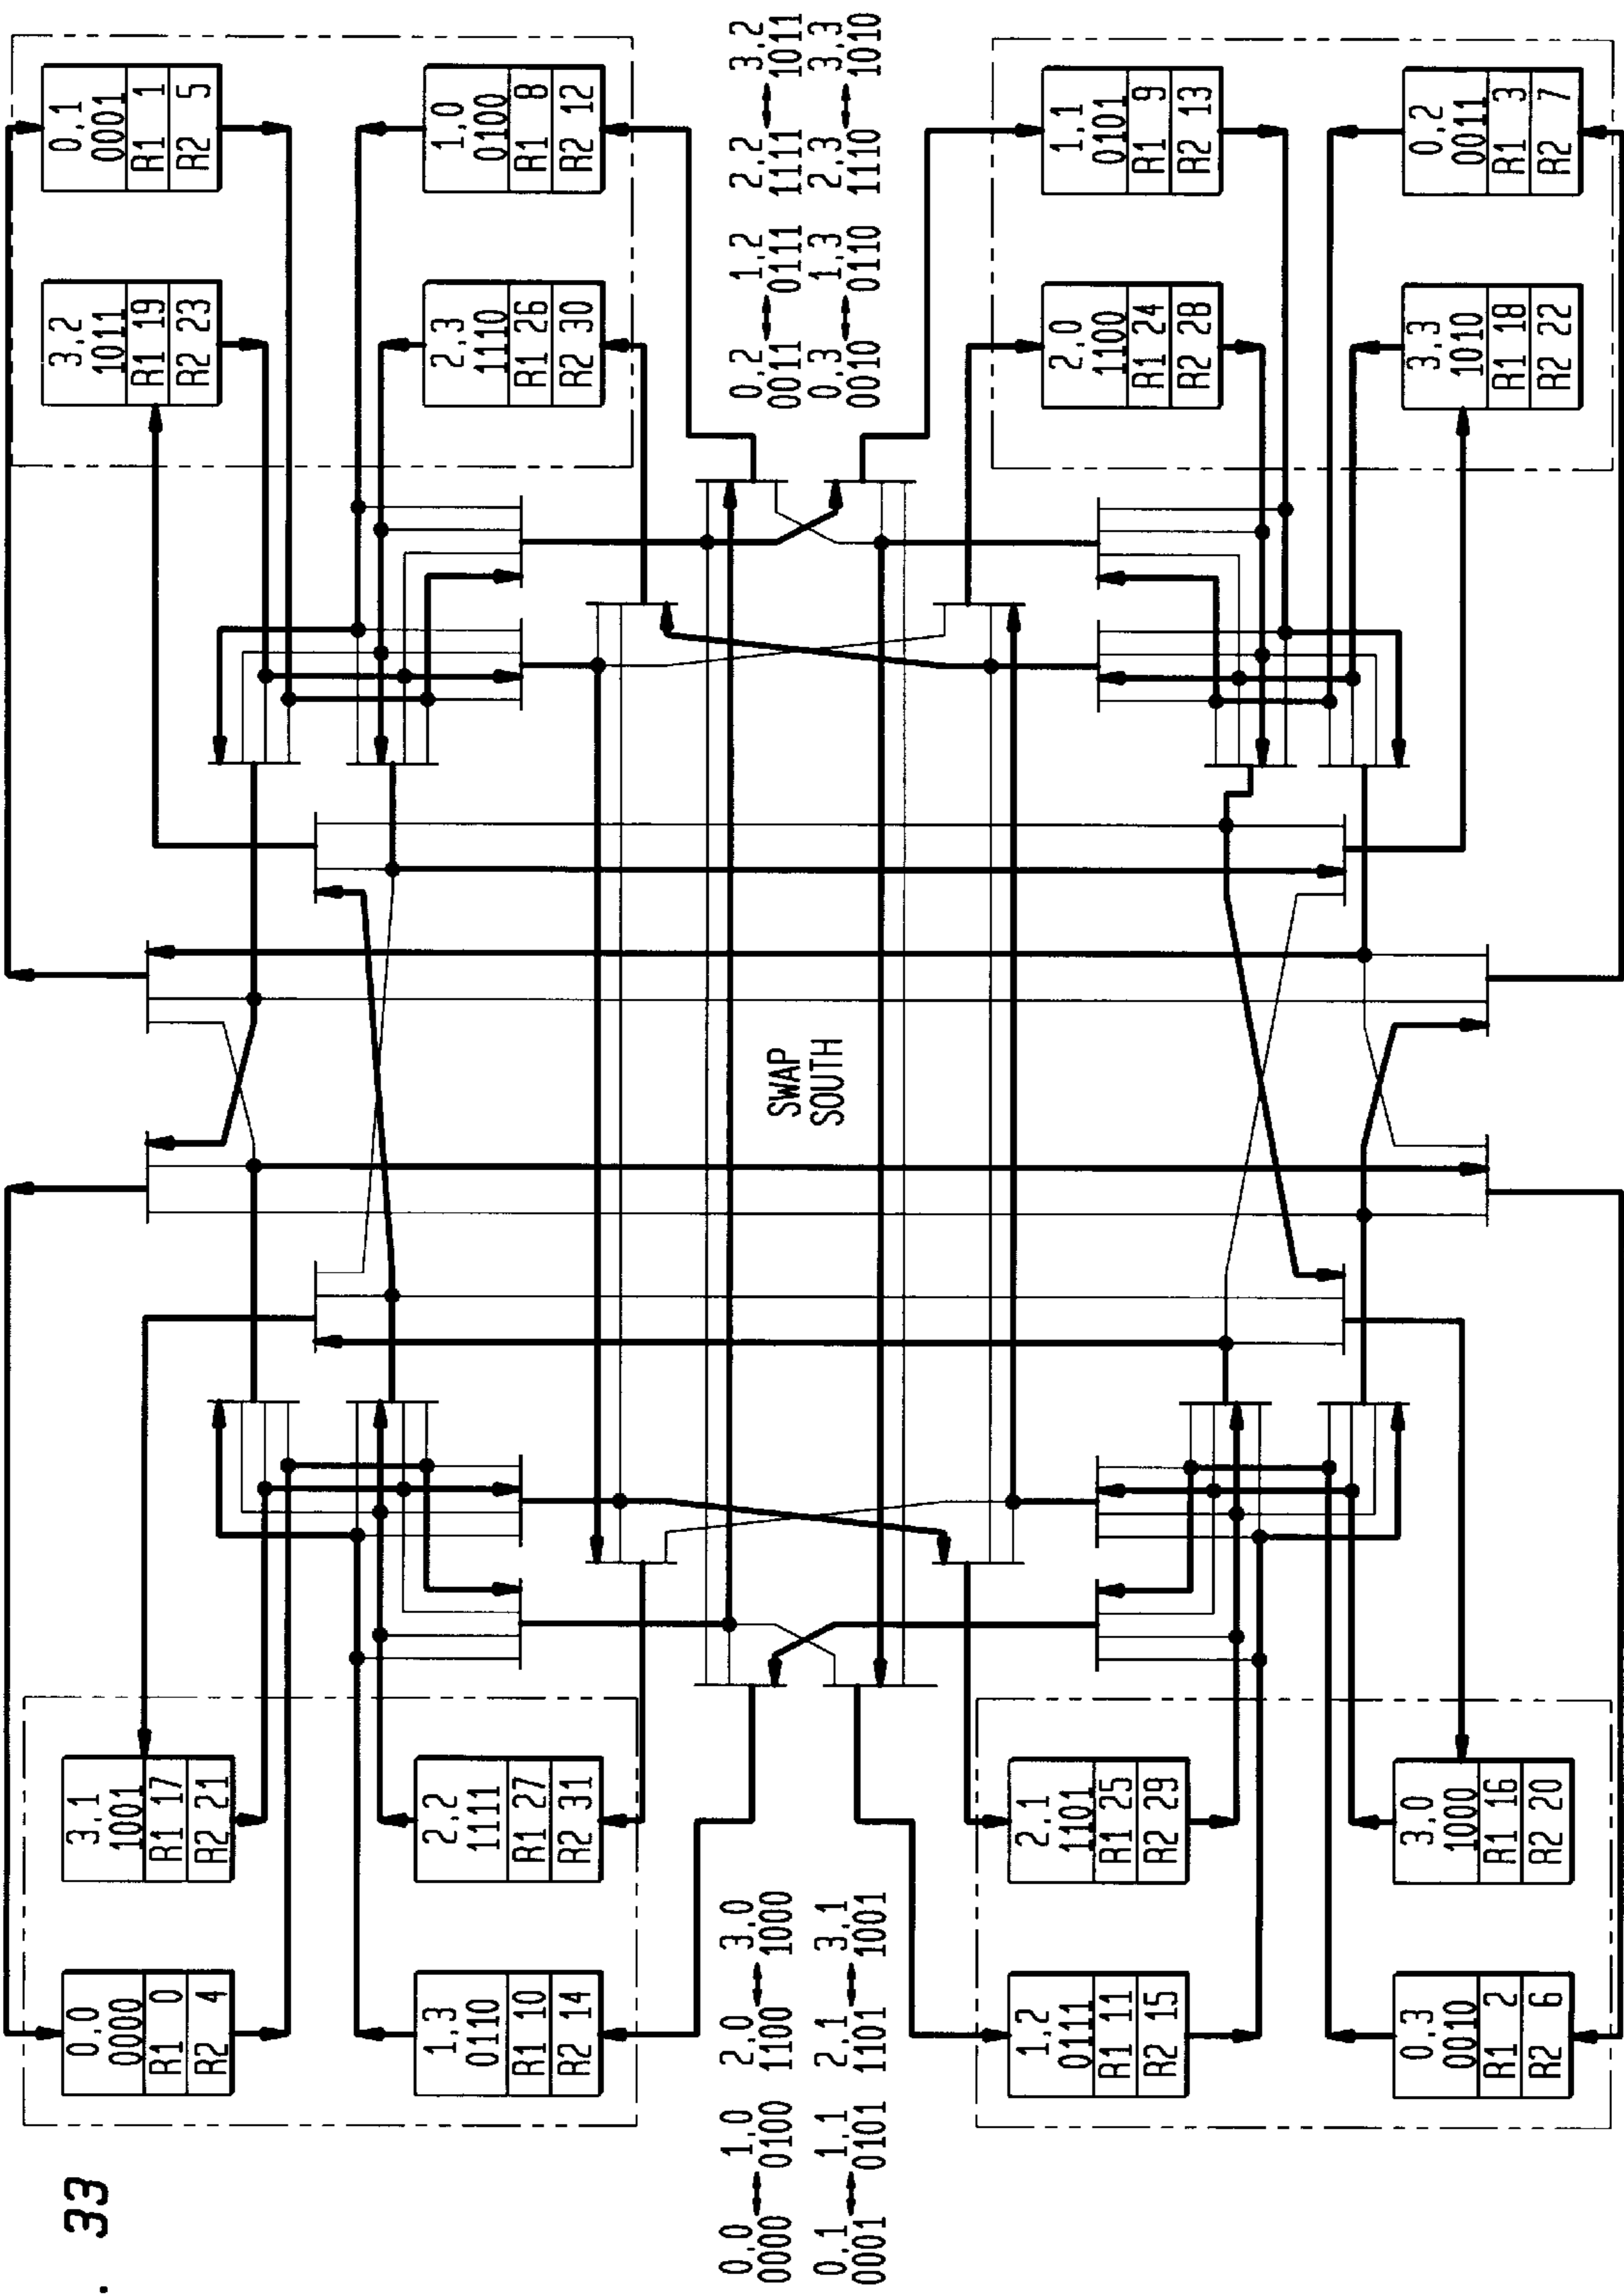 . 33
0,0
0000
R1 0
R2 4
3,1
1001
R1 17
R2 21
3,2
1011
R1 19
R2 23
0,1
0001
R1 1
R2 5
1,3
0110
R1 10
R2 14
2,2
1111
R1 27
R2 31
2,3
1110
R1 26
R2 30
1,0
0100
R1 8
R2 12
0,0 1,0 2,0 3,0
0000 0100 1100 1000
0,1 1,1 2,1 3,1
0001 0101 1101 1001
SWAP
SOUTH
0,2 1,2 2,2 3,2
0011 0111 1111 1011
0,3 1,3 2,3 3,3
0010 0110 1110 1010
1,2
0111
R1 11
R2 15
2,1
1101
R1 25
R2 29
2,0
1100
R1 24
R2 28
1,1
0101
R1 9
R2 13
0,3
0010
R1 2
R2 6
3,0
1000
R1 16
R2 20
3,3
1010
R1 18
R2 22
0,2
0011
R1 3
R2 7